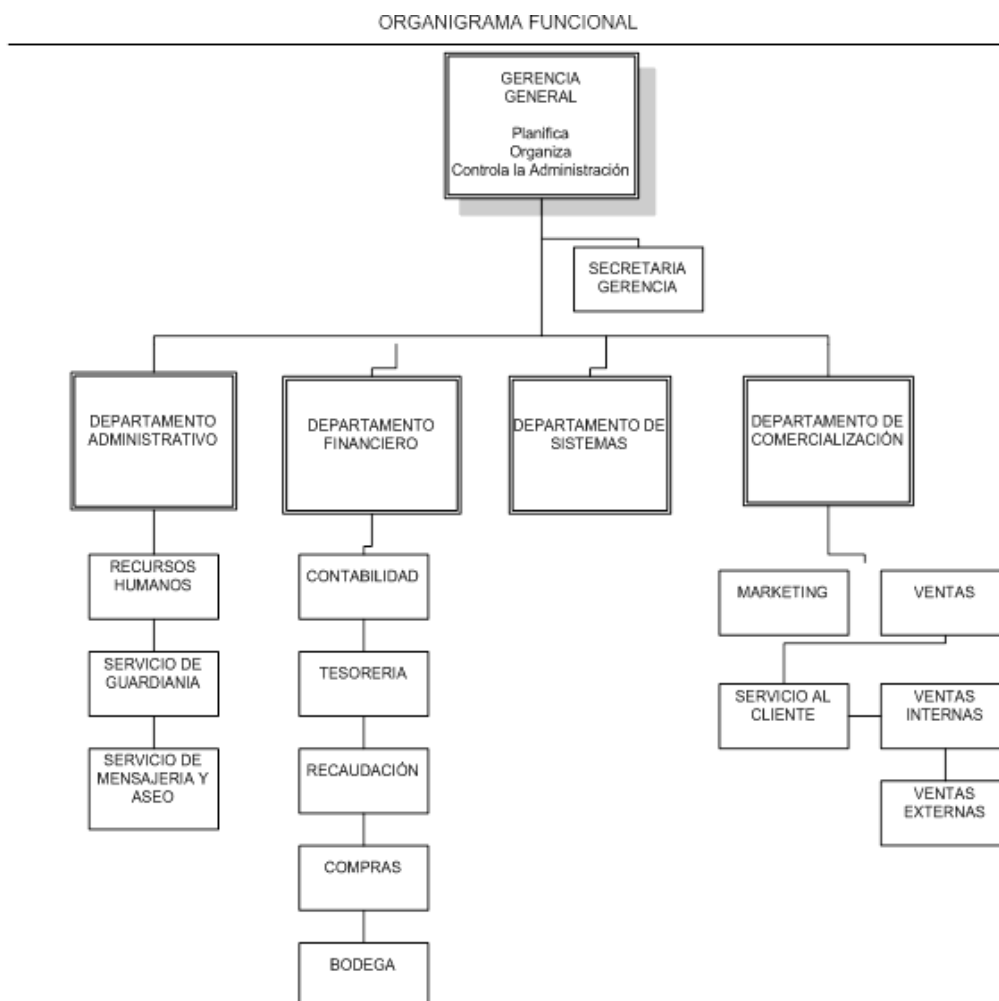 ORGANIGRAMA FUNCIONAL
GERENCIA
GENERAL
Planifica
Organiza
Controla la Administración
SECRETARIA
GERENCIA
DEPARTAMENTO
ADMINISTRATIVO
DEPARTAMENTO
FINANCIERO
DEPARTAMENTO DE
SISTEMAS
DEPARTAMENTO DE
COMERCIALIZACIÓN
RECURSOS
HUMANOS
SERVICIO DE
GUARDIANIA
SERVICIO DE
MENSAJERIA Y
ASEO
CONTABILIDAD
TESORERIA
RECAUDACIÓN
COMPRAS
BODEGA
MARKETING
VENTAS
SERVICIO AL
CLIENTE
VENTAS
INTERNAS
VENTAS
EXTERNAS